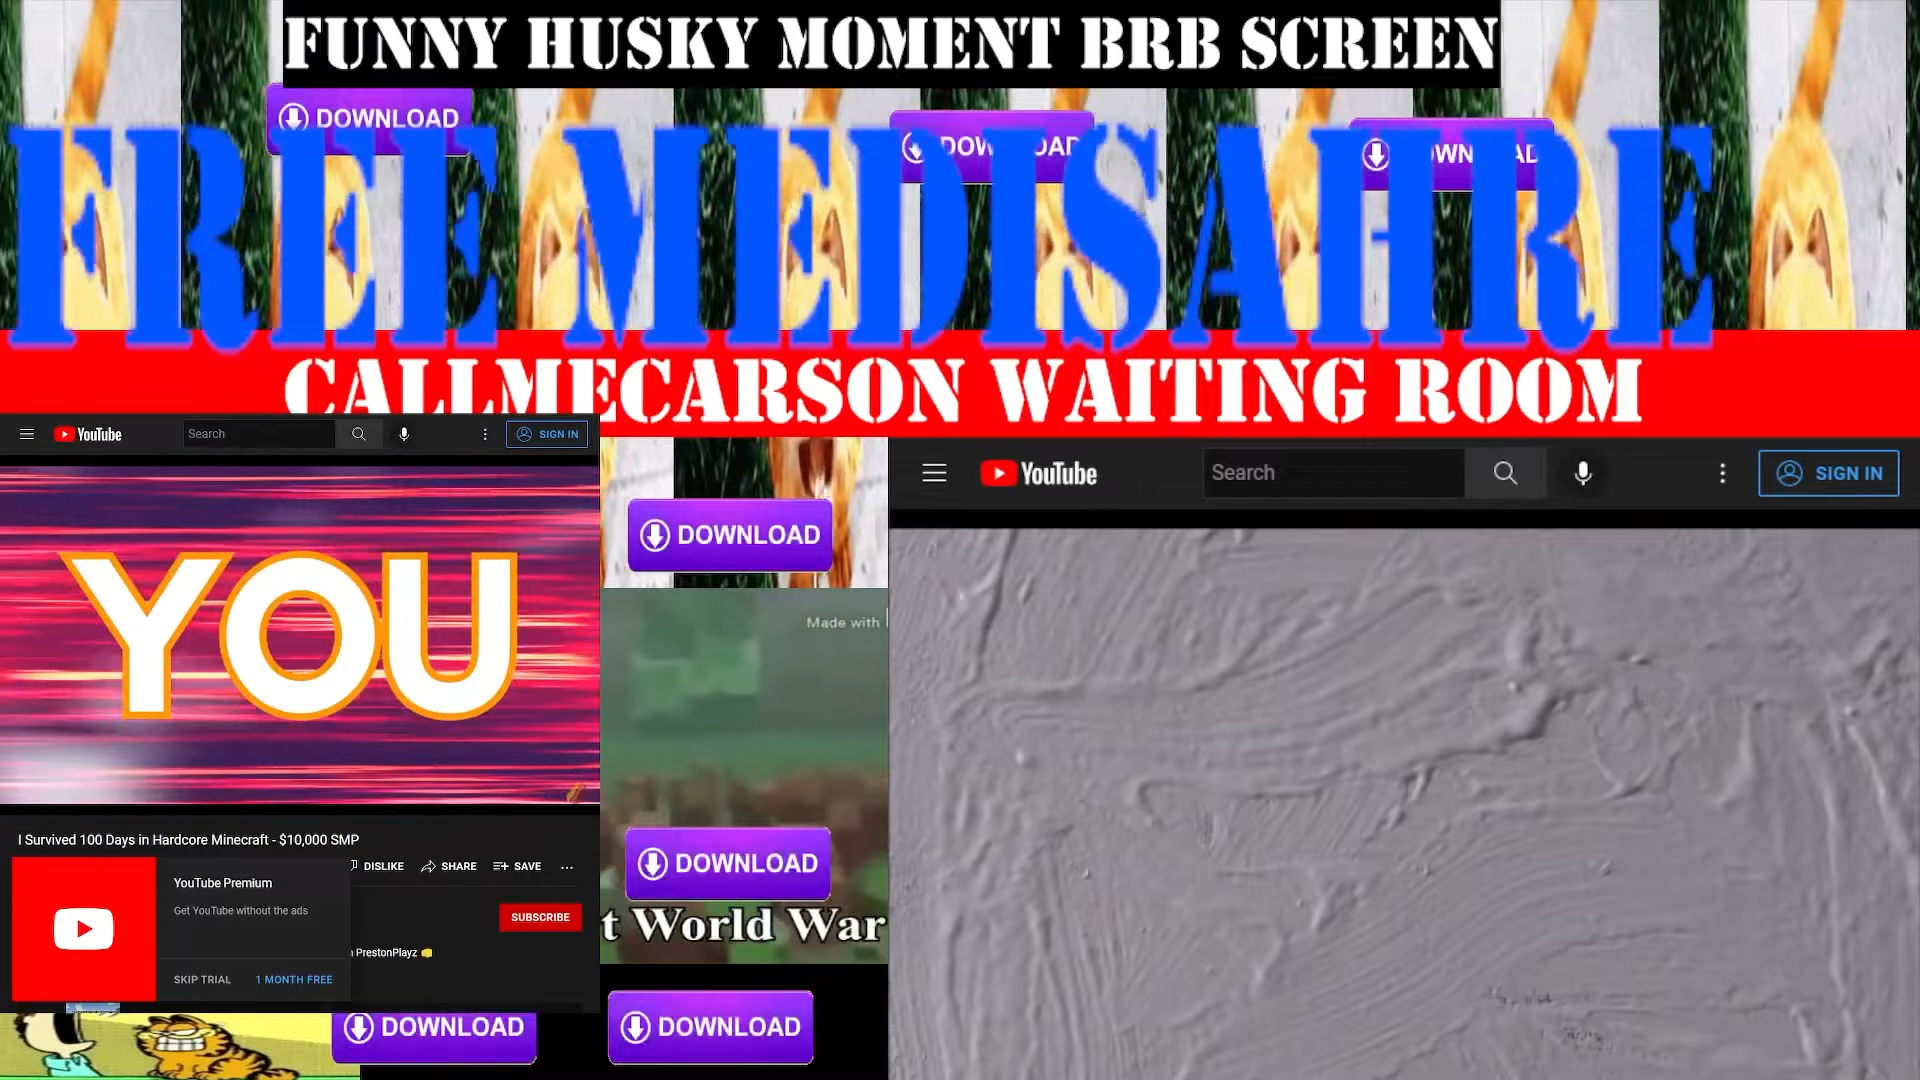 FUNNY HUSKY MOMENT BRB SCREEN
DOWNLOAD
DOWNLOAD
DOWNLOAD
FREE MEDISAHRE
CALLMECARSON WAITING ROOM
YouTube
Search
SIGN IN
YouTube
Search
SIGN IN
DOWNLOAD
YOU
Made with
I Survived 100 Days in Hardcore Minecraft - $10,000 SMP
DISLIKE
SHARE
SAVE
YouTube Premium
Get YouTube without the ads
SUBSCRIBE
PrestonPlayz
SKIP TRIAL
1 MONTH FREE
DOWNLOAD
t World War
DOWNLOAD
DOWNLOAD